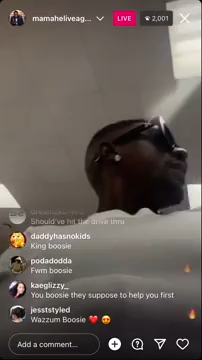 mamaheliveag...
LIVE
2,001
Should've hit the drive thru
daddyhasnokids
King boosie
podadodda
Fwm boosie
kaeglizzy_
You boosie they suppose to help you first
jesststyled
Wazzum Boosie ❤️ 😍
Add a comment...